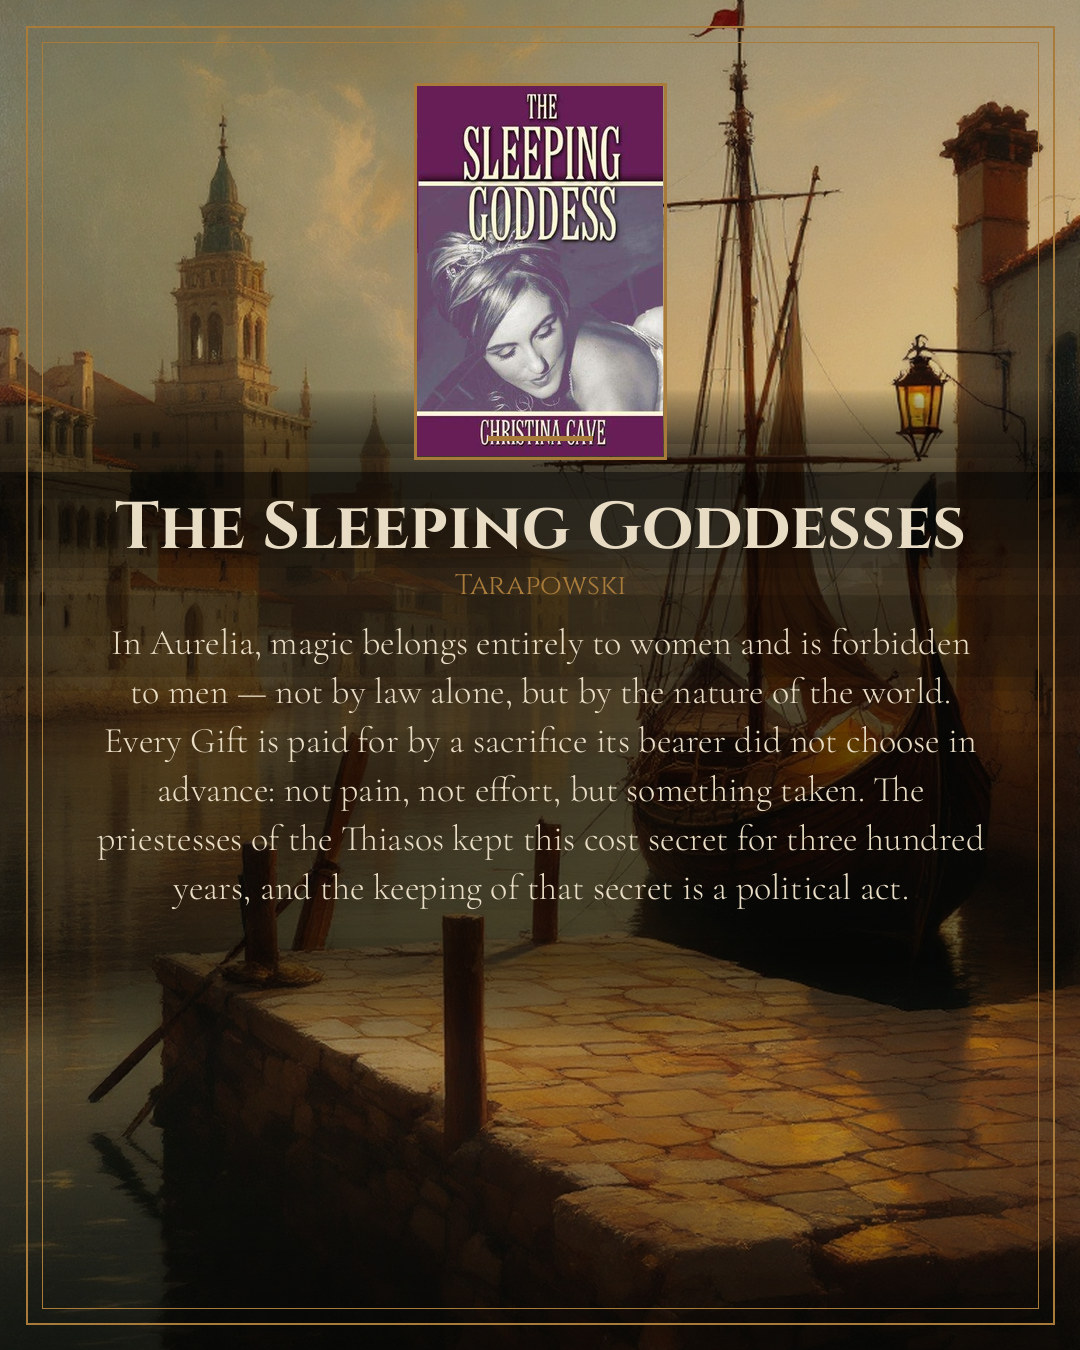 THE
SLEEPING
GODDESS
CHRISTINA CAVE
The Sleeping Goddesses
Tarapowski
In Aurelia, magic belongs entirely to women and is forbidden
to men — not by law alone, but by the nature of the world.
Every Gift is paid for by a sacrifice its bearer did not choose in
advance: not pain, not effort, but something taken. The
priestesses of the Thiasos kept this cost secret for three hundred
years, and the keeping of that secret is a political act.